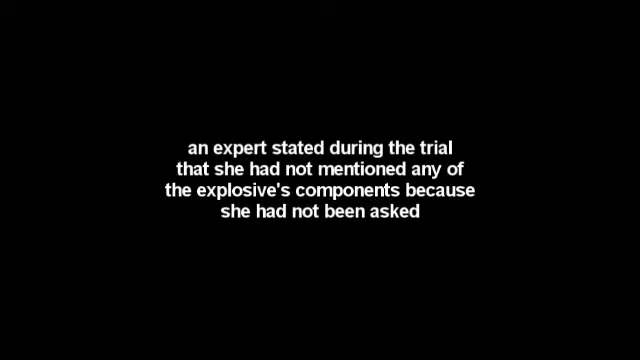 an expert stated during the trial
that she had not mentioned any of
the explosive's components because
she had not been asked